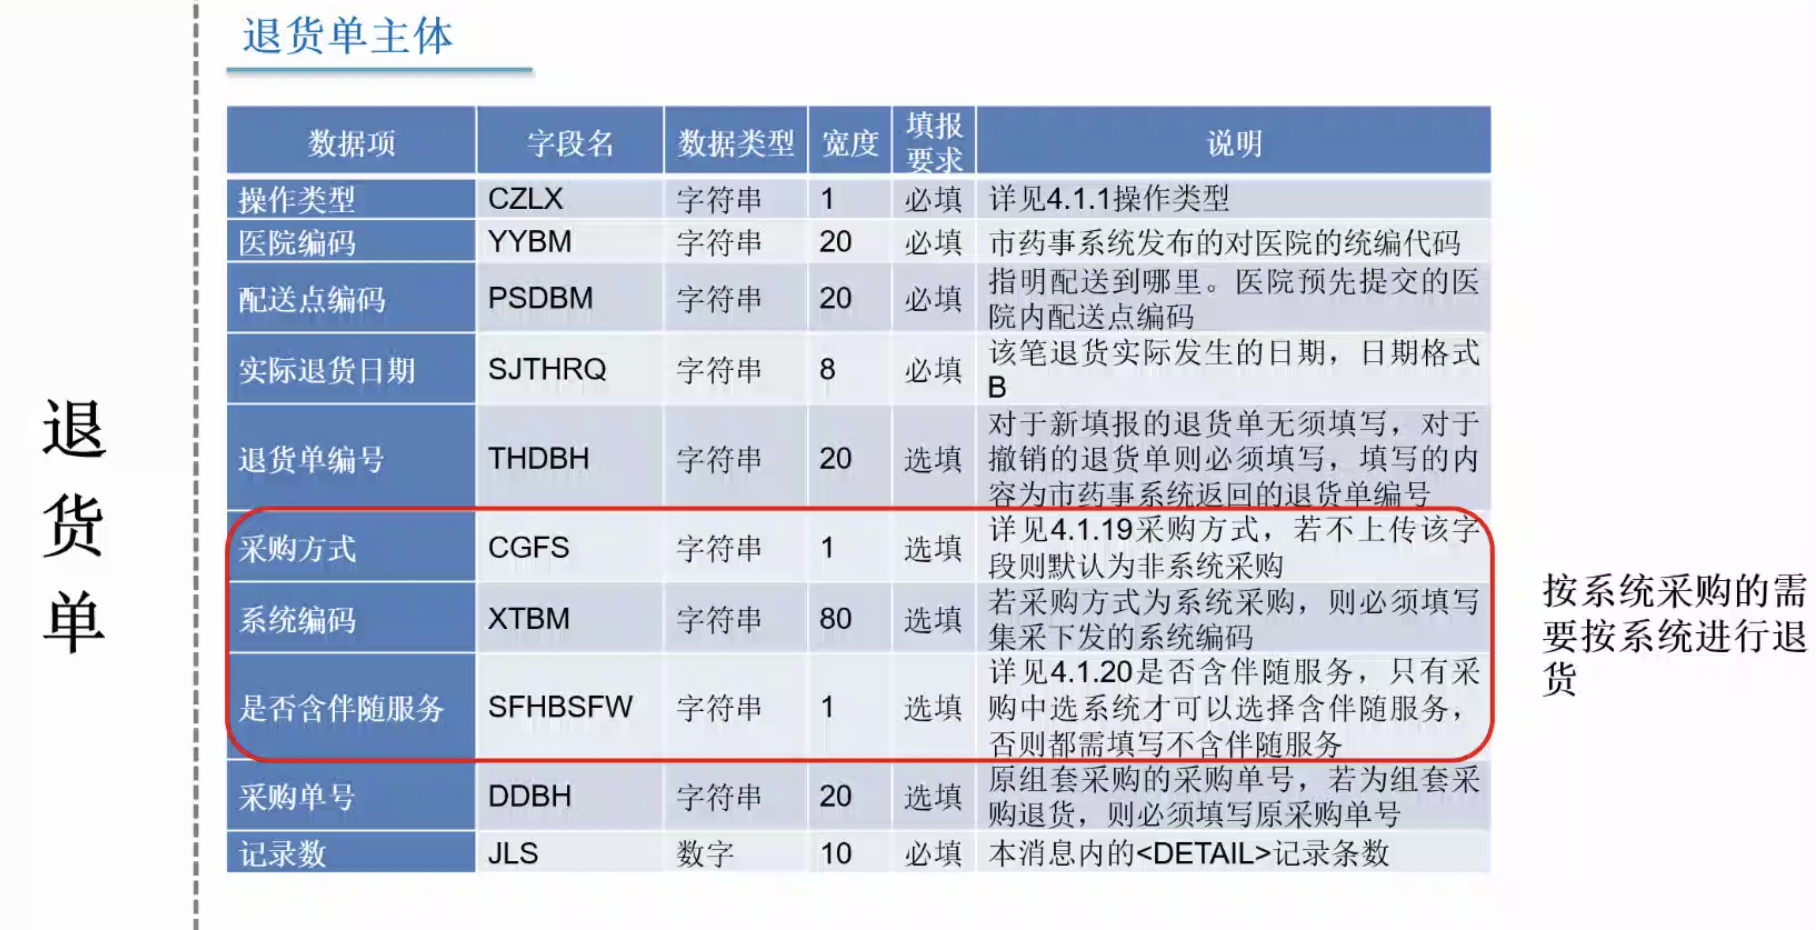 退货单主体
退
货
单
数据项 字段名 数据类型 宽度 填报要求 说明
操作类型 CZLX 字符串 1 必填 详见4.1.1操作类型
医院编码 YYBM 字符串 20 必填 市药事系统发布的对医院的统编代码
配送点编码 PSDBM 字符串 20 必填 指明配送到哪里。医院预先提交的医
院内配送点编码
实际退货日期 SJTHRQ 字符串 8 必填 该笔退货实际发生的日期，日期格式
B
退货单编号 THDBH 字符串 20 选填 对于新填报的退货单无须填写，对于
撤销的退货单则必须填写，填写的内
容为市药事系统返回的退货单编号
采购方式 CGFS 字符串 1 选填 详见4.1.19采购方式，若不上传该字
段则默认为非系统采购
系统编码 XTBM 字符串 80 选填 若采购方式为系统采购，则必须填写
集采下发的系统编码
是否含伴随服务 SFHBSFW 字符串 1 选填 详见4.1.20是否含伴随服务，只有采
购中选系统才可以选择含伴随服务，
否则都需填写不含伴随服务
采购单号 DDBH 字符串 20 选填 原组套采购的采购单号，若为组套采
购退货，则必须填写原采购单号
记录数 JLS 数字 10 必填 本消息内的<DETAIL>记录条数
按系统采购的需
要按系统进行退
货